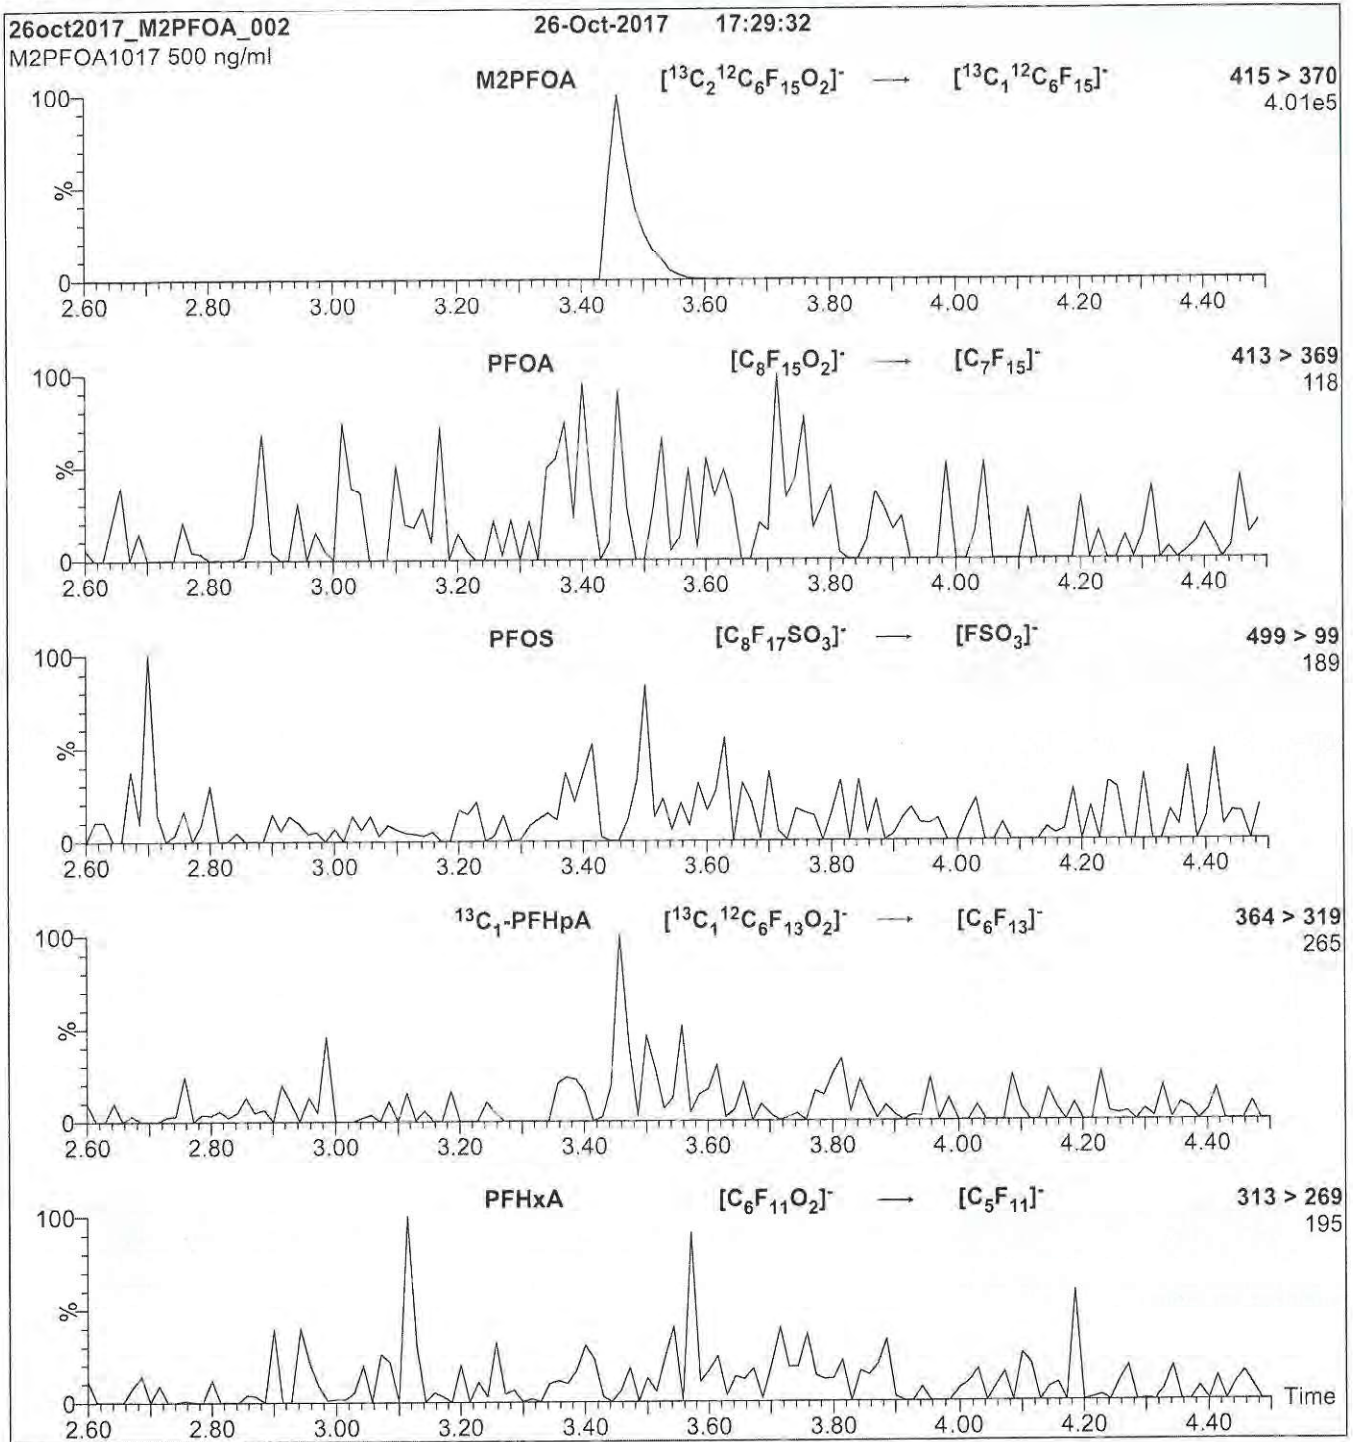 26oct2017_M2PFOA_002 26-Oct-2017 17:29:32
M2PFOA1017 500 ng/ml
M2PFOA [¹³C₂¹²C₆F₁₅O₂]⁻ → [¹³C₁¹²C₆F₁₅]⁻ 415 > 370
4.01e5
100
%
0
2.60 2.80 3.00 3.20 3.40 3.60 3.80 4.00 4.20 4.40
PFOA [C₈F₁₅O₂]⁻ → [C₇F₁₅]⁻ 413 > 369
118
100
%
0
2.60 2.80 3.00 3.20 3.40 3.60 3.80 4.00 4.20 4.40
PFOS [C₈F₁₇SO₃]⁻ → [FSO₃]⁻ 499 > 99
189
100
%
0
2.60 2.80 3.00 3.20 3.40 3.60 3.80 4.00 4.20 4.40
¹³C₁-PFHpA [¹³C₁¹²C₆F₁₃O₂]⁻ → [C₆F₁₃]⁻ 364 > 319
265
100
%
0
2.60 2.80 3.00 3.20 3.40 3.60 3.80 4.00 4.20 4.40
PFHxA [C₆F₁₁O₂]⁻ → [C₅F₁₁]⁻ 313 > 269
195
100
%
0
Time
2.60 2.80 3.00 3.20 3.40 3.60 3.80 4.00 4.20 4.40